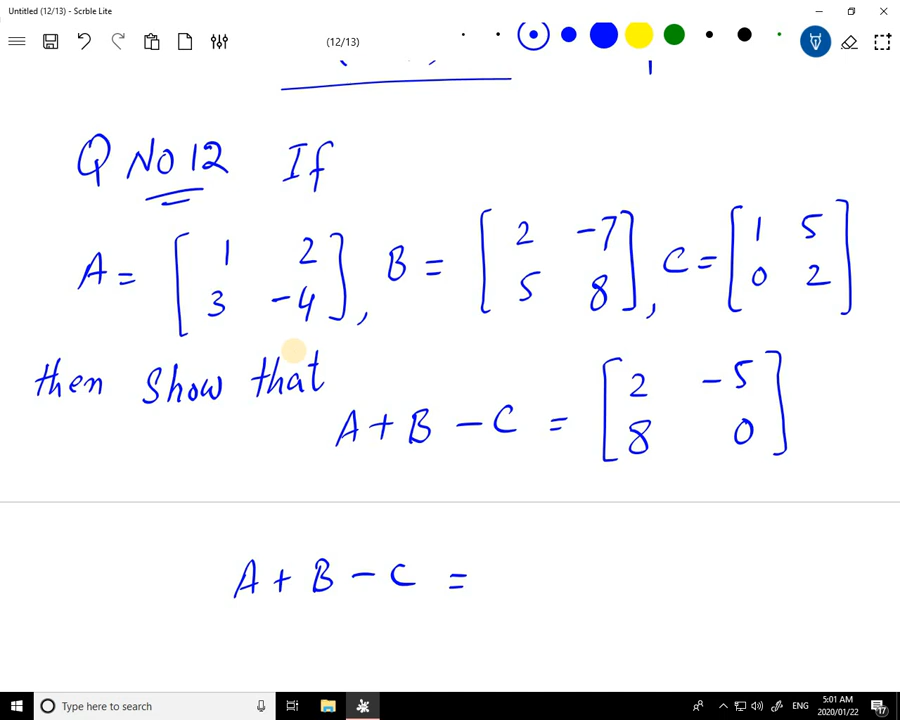 Untitled (12/13) - Scrble Lite
(12/13)
Q No 12 If
A = [ 1 2 3 -4 ], B = [ 2 -7 5 8 ], C = [ 1 5 0 2 ]
then show that
A + B - C = [ 2 -5 8 0 ]
A + B - C =
Type here to search
ENG
5:01 AM
2020/01/22
17